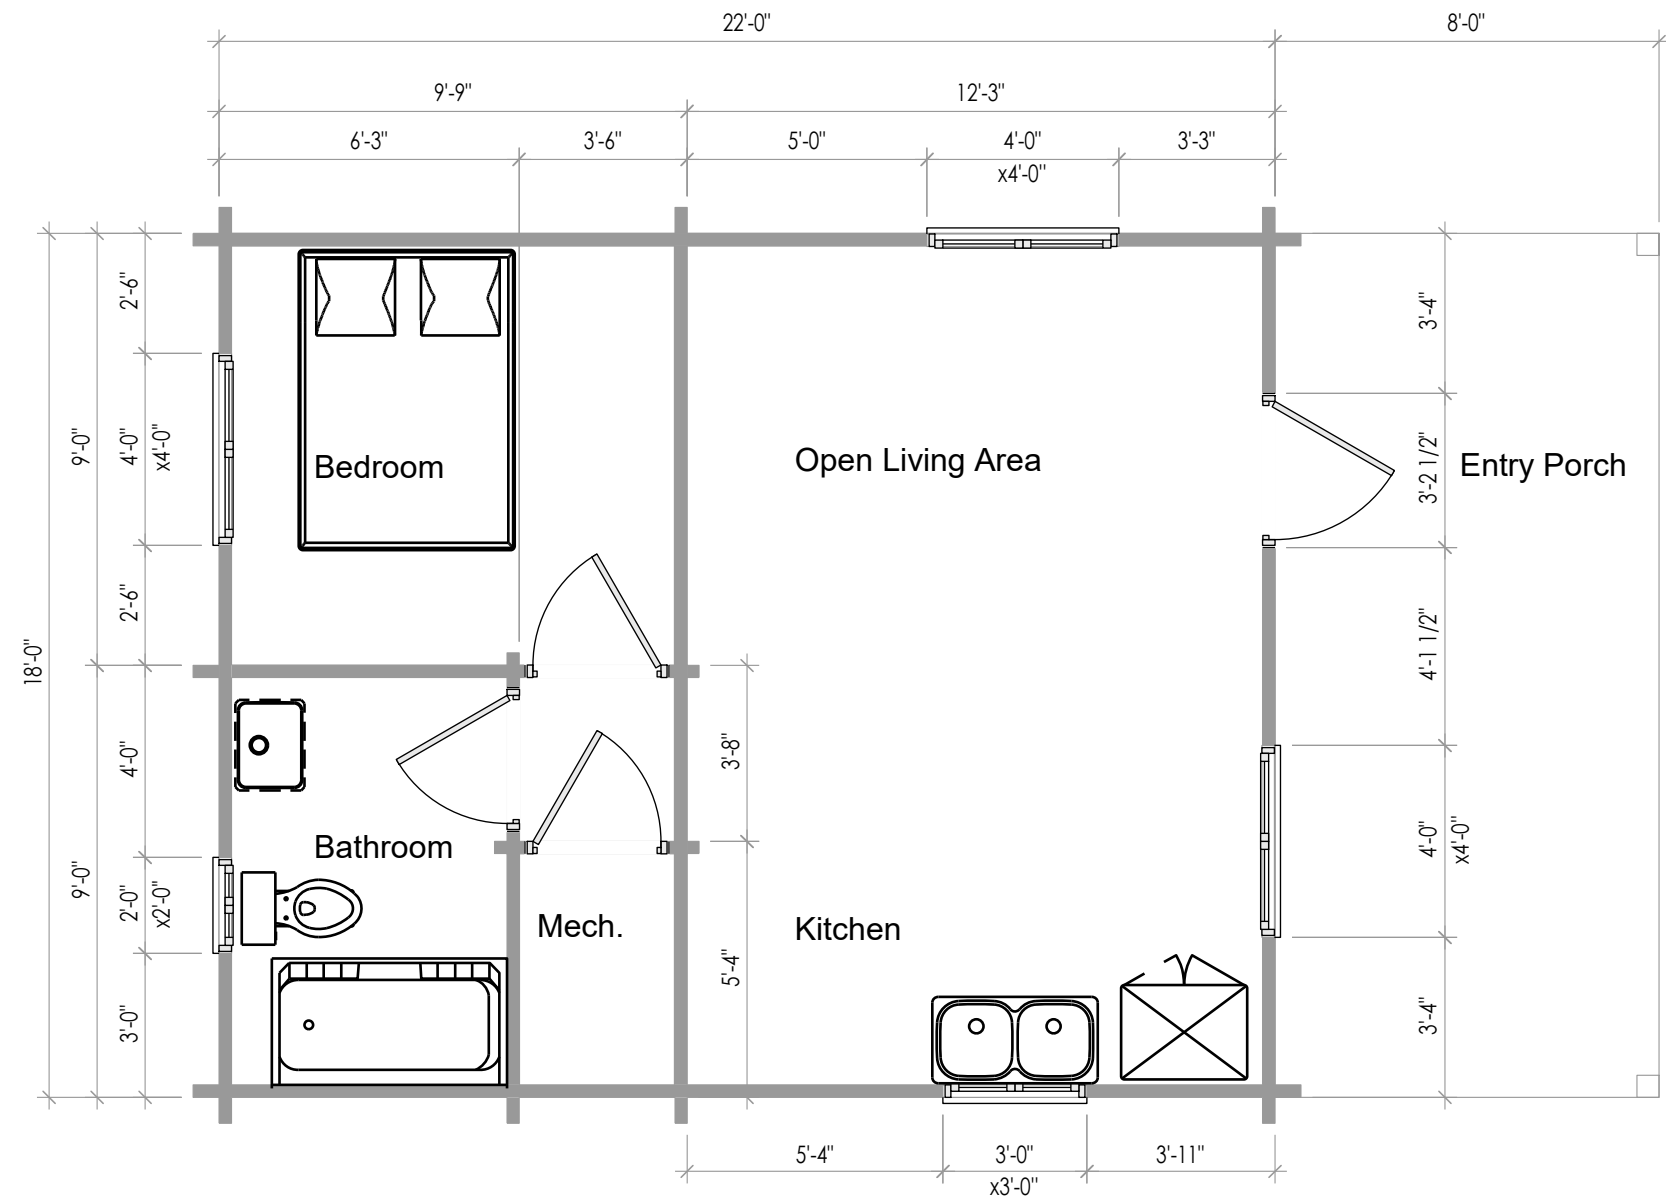 22'-0"
8'-0"
9'-9"
12'-3"
6'-3"
3'-6"
5'-0"
4'-0"
3'-3"
x4'-0"
2'-6"
3'-4"
9'-0"
4'-0"
x4'-0"
Bedroom
Open Living Area
3'-2 1/2"
Entry Porch
2'-6"
18'-0"
4'-1 1/2"
4'-0"
3'-8"
Bathroom
4'-0"
x4'-0"
9'-0"
2'-0"
x2'-0"
Mech.
Kitchen
5'-4"
3'-0"
3'-4"
5'-4"
3'-0"
3'-11"
x3'-0"